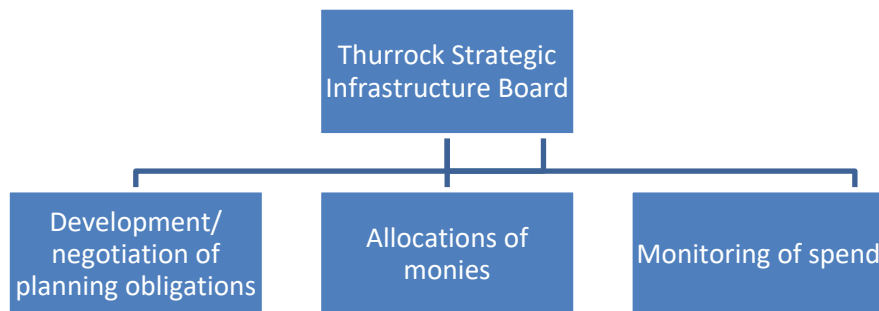 Thurrock Strategic
Infrastructure Board
Development/
negotiation of
planning obligations
Allocations of
monies
Monitoring of spend